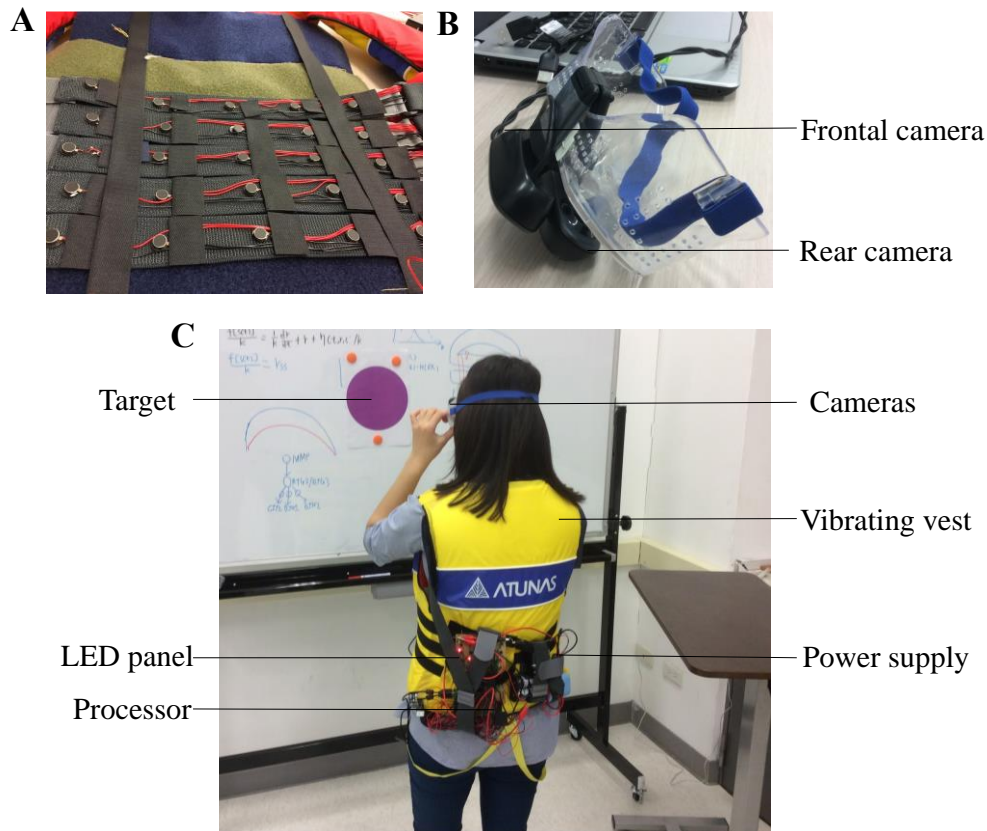 A
B
Frontal camera
Rear camera
C
Target
Cameras
Vibrating vest
ATUNAS
LED panel
Power supply
Processor